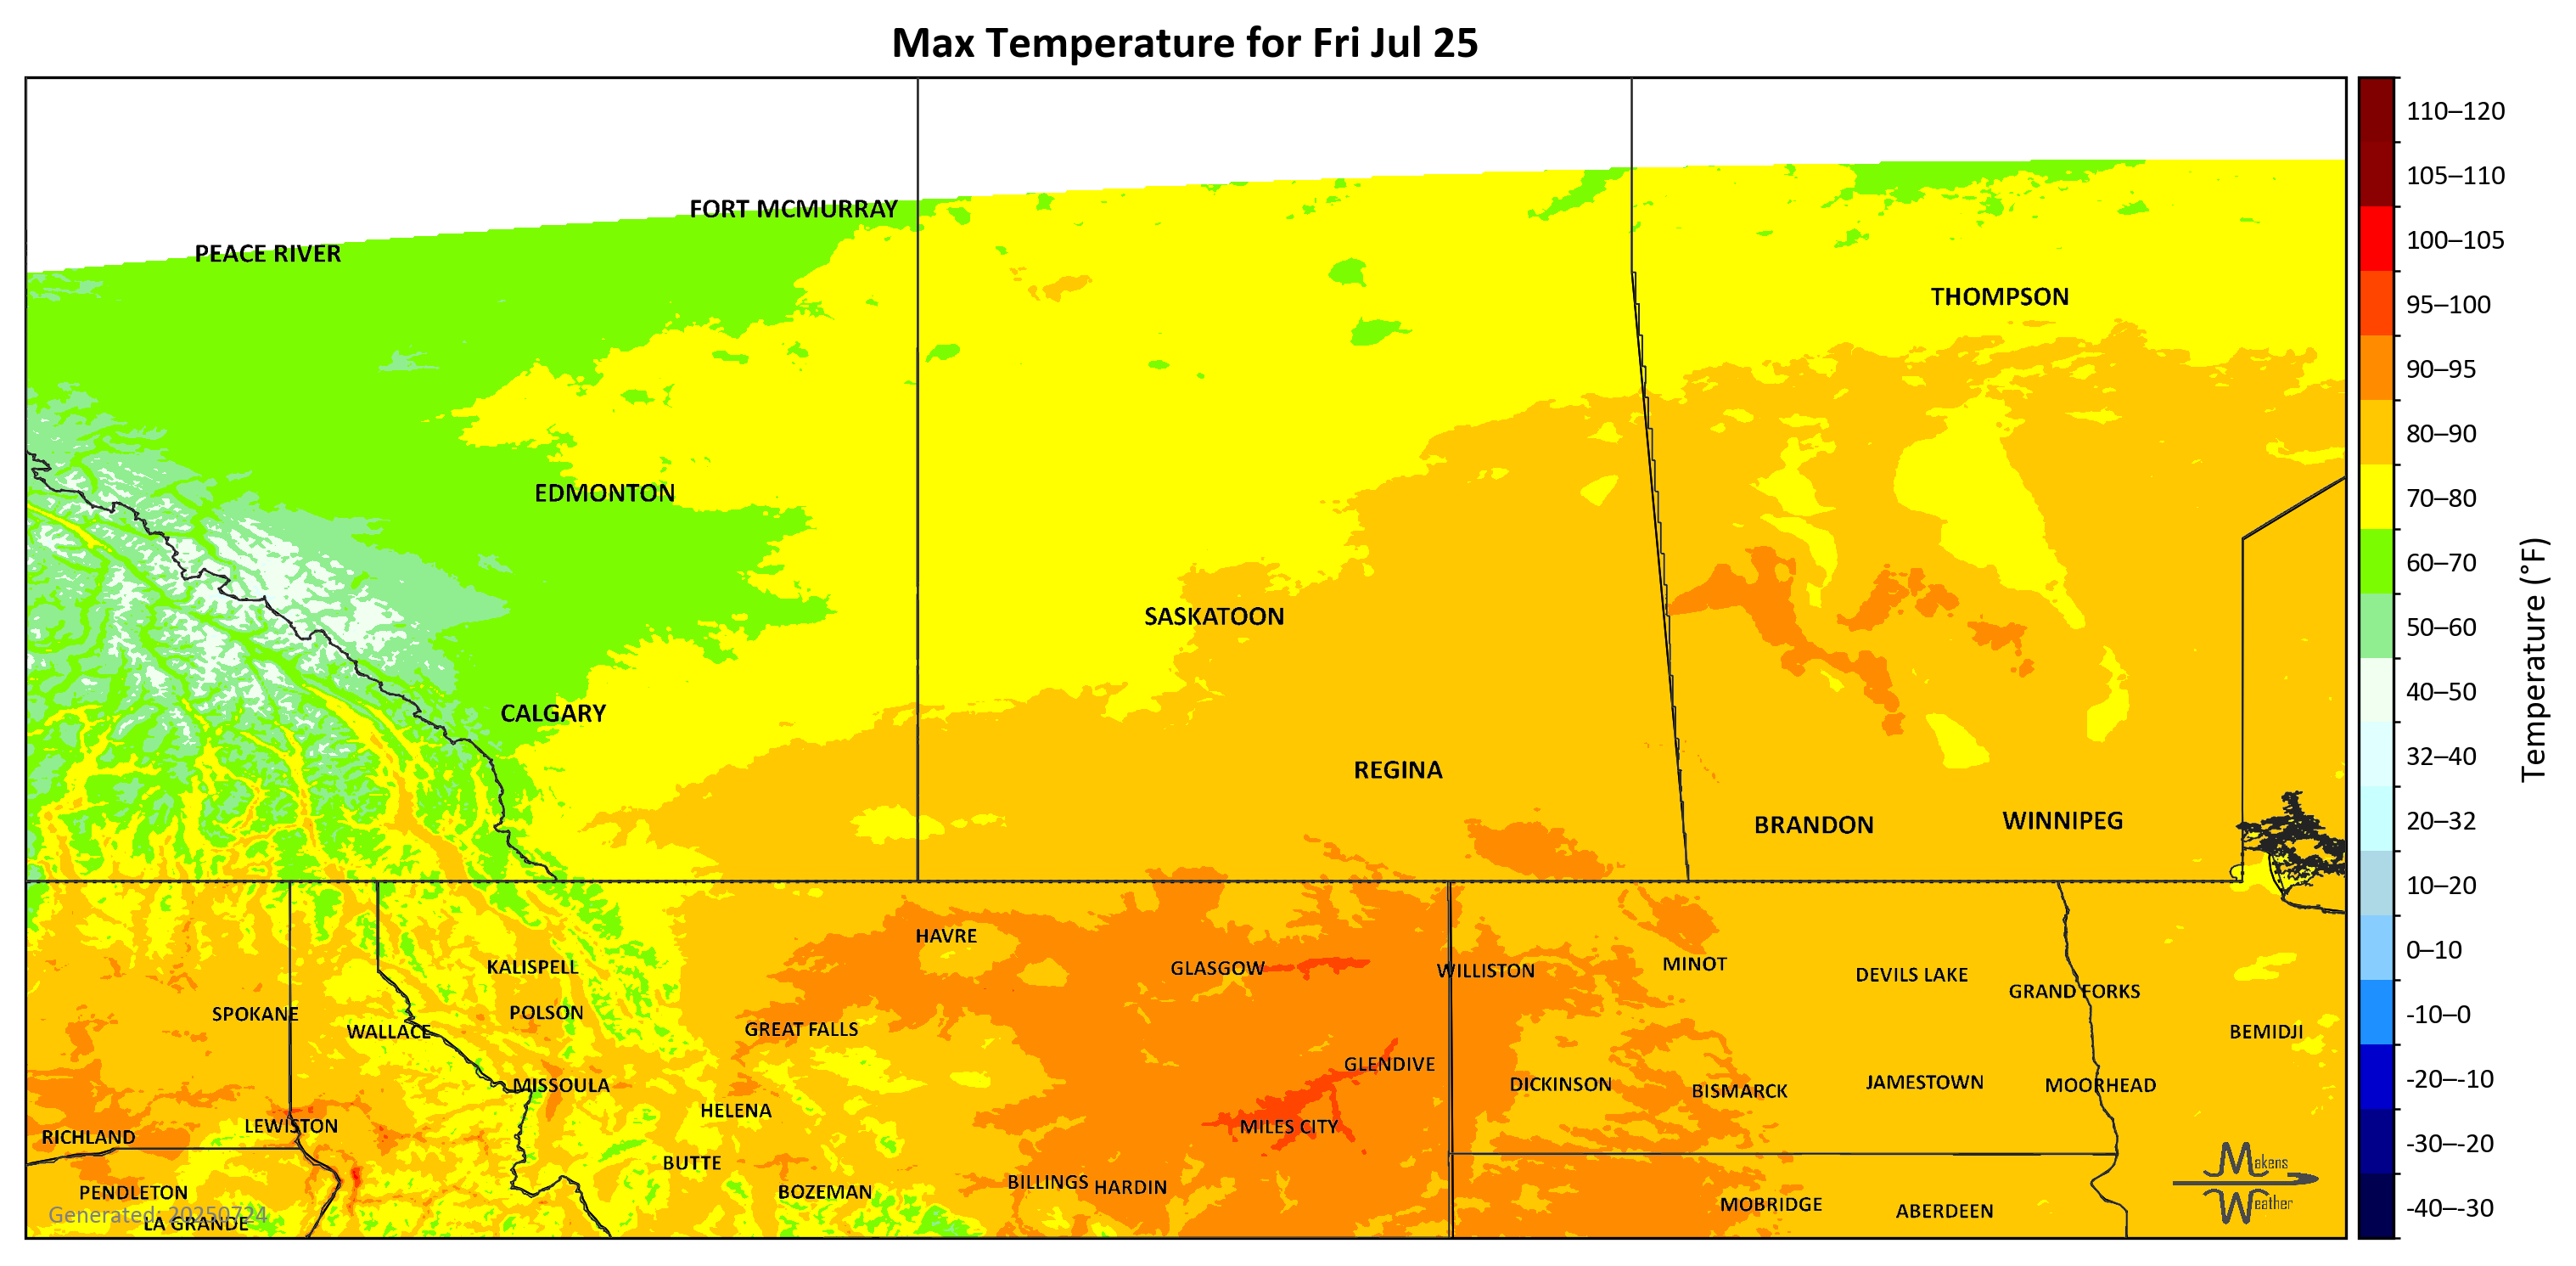 Max Temperature for Fri Jul 25
110–120
105–110
100–105
95–100
90–95
80–90
70–80
60–70
50–60
40–50
32–40
20–32
10–20
0–10
-10–0
-20–-10
-30–-20
-40–-30
Temperature (°F)
FORT MCMURRAY
PEACE RIVER
THOMPSON
EDMONTON
SASKATOON
CALGARY
REGINA
BRANDON
WINNIPEG
HAVRE
KALISPELL
GLASGOW
WILLISTON
MINOT
DEVILS LAKE
GRAND FORKS
SPOKANE
POLSON
WALLACE
GREAT FALLS
BEMIDJI
GLENDIVE
MISSOULA
DICKINSON
BISMARCK
JAMESTOWN
MOORHEAD
HELENA
LEWISTON
MILES CITY
RICHLAND
BUTTE
BILLINGS
HARDIN
PENDLETON
BOZEMAN
MOBRIDGE
ABERDEEN
LA GRANDE
Generated: 20250724
Makens
Weather